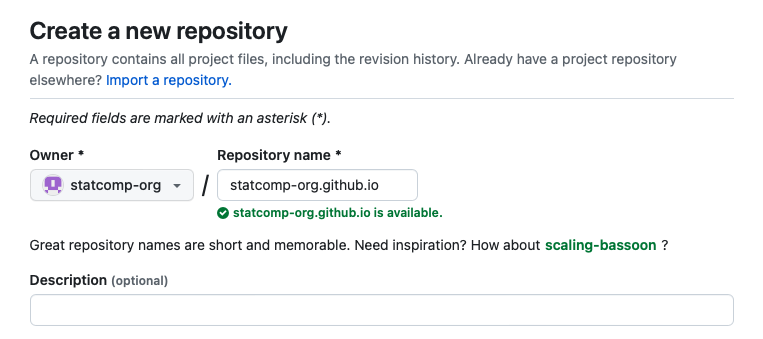 Create a new repository
A repository contains all project files, including the revision history. Already have a project repository
elsewhere? Import a repository.
Required fields are marked with an asterisk (*).
Owner * Repository name *
statcomp-org / statcomp-org.github.io
statcomp-org.github.io is available.
Great repository names are short and memorable. Need inspiration? How about scaling-bassoon ?
Description (optional)